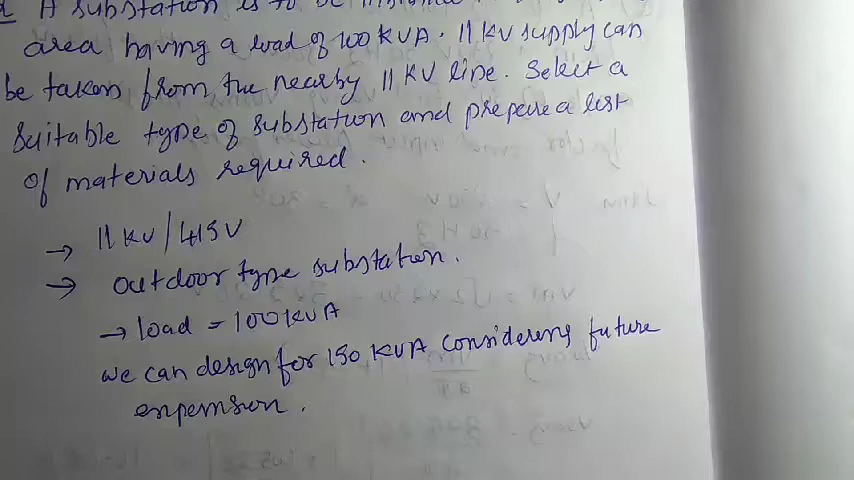 A substation is to be
area having a load of 100 KVA. 11 KV supply can
be taken from the nearby 11 KV line. Select a
suitable type of substation and prepare a list
of materials required.
→ 11 KV / 415V
→ outdoor type substation.
→ load = 100 KVA
we can design for 150 KVA considering future
expension.